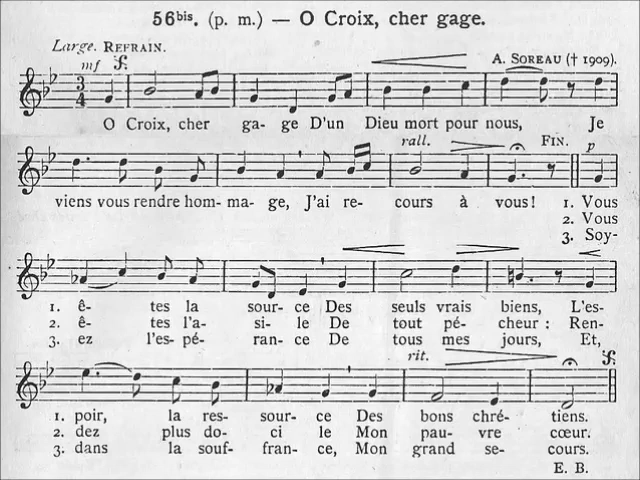 56bis. (p. m.) — O Croix, cher gage.
Large. REFRAIN.
mf
A. SOREAU († 1909).
O Croix, cher ga- ge D'un Dieu mort pour nous, Je
rall. FIN. p
viens vous rendre hom- ma- ge, J'ai re- cours à vous! 1. Vous
2. Vous
3. Soy-
1. ê- tes la sour- ce Des seuls vrais biens, L'es-
2. ê- tes l'a- si- le De tout pé- cheur : Ren-
3. ez l'es- pé- ran- ce De tous mes jours, Et,
rit.
1. poir, la res- sour- ce Des bons chré- tiens.
2. dez plus do- ci le Mon pau- vre cœur.
3. dans la souf- fran- ce, Mon grand se- cours.
E. B.